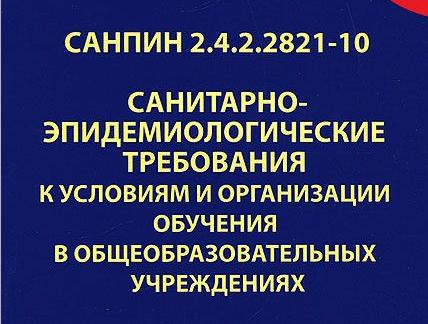 САНПИН 2.4.2.2821-10
САНИТАРНО-
ЭПИДЕМИОЛОГИЧЕСКИЕ
ТРЕБОВАНИЯ
К УСЛОВИЯМ И ОРГАНИЗАЦИИ
ОБУЧЕНИЯ
В ОБЩЕОБРАЗОВАТЕЛЬНЫХ
УЧРЕЖДЕНИЯХ